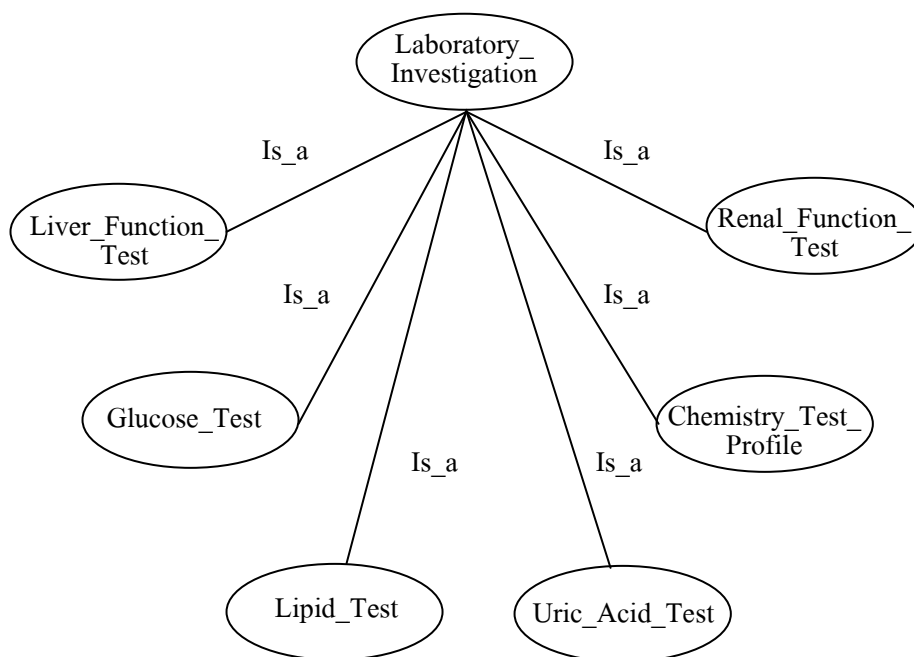 Laboratory_
Investigation
Is_a
Is_a
Liver_Function_
Test
Renal_Function_
Test
Is_a
Is_a
Glucose_Test
Chemistry_Test_
Profile
Is_a
Is_a
Lipid_Test
Uric_Acid_Test